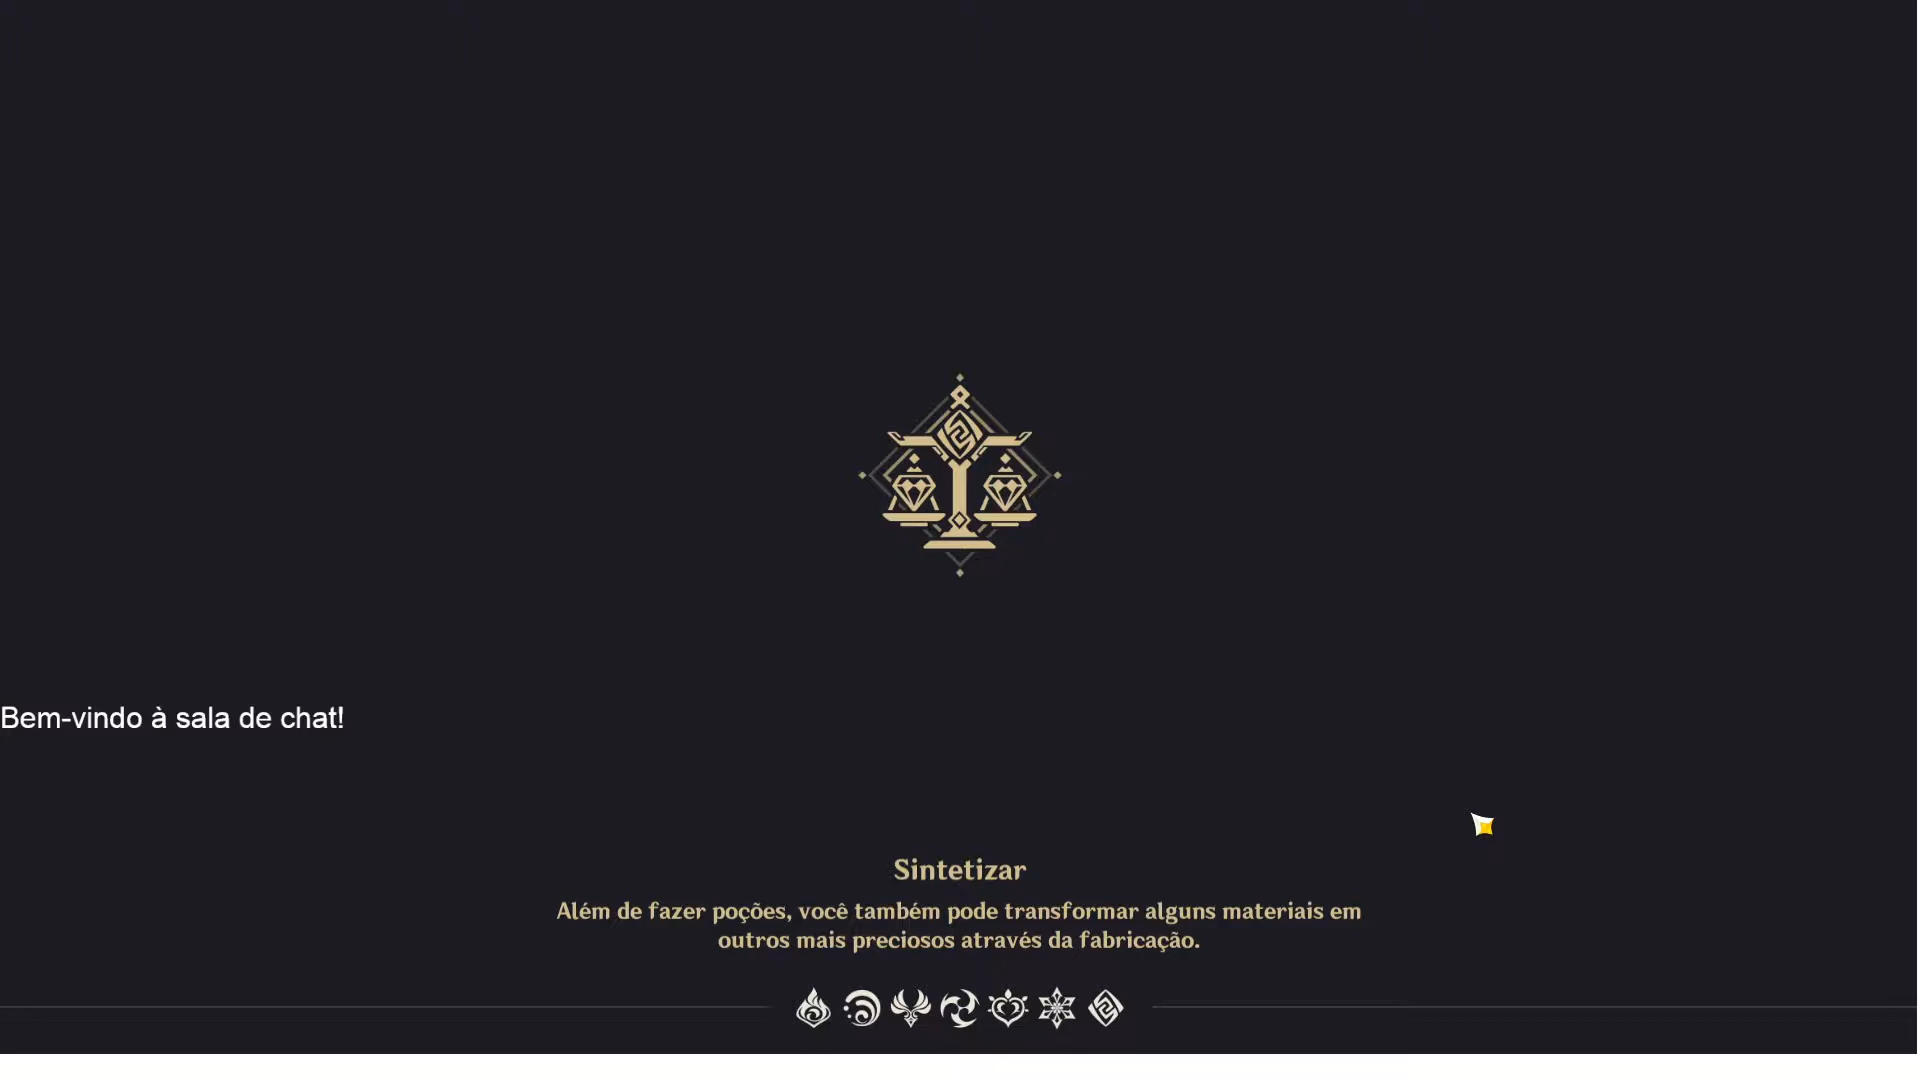 Bem-vindo à sala de chat!
Sintetizar
Além de fazer poções, você também pode transformar alguns materiais em
outros mais preciosos através da fabricação.